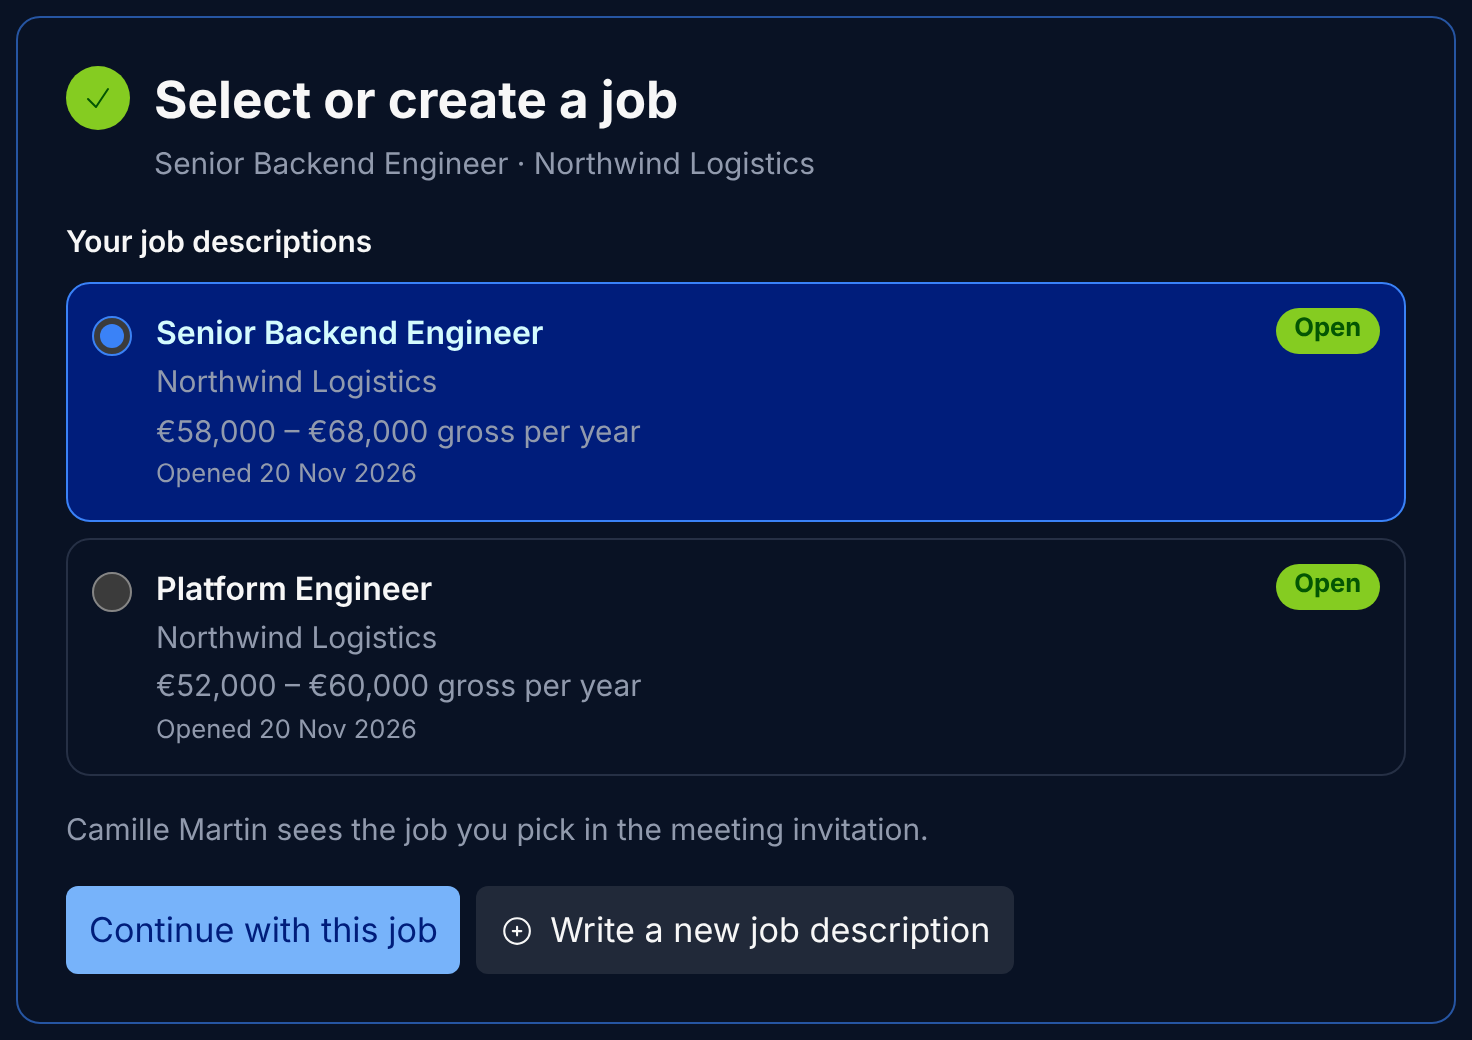 Select or create a job
Senior Backend Engineer · Northwind Logistics
Your job descriptions
Senior Backend Engineer
Open
Northwind Logistics
€58,000 – €68,000 gross per year
Opened 20 Nov 2026
Platform Engineer
Open
Northwind Logistics
€52,000 – €60,000 gross per year
Opened 20 Nov 2026
Camille Martin sees the job you pick in the meeting invitation.
Continue with this job
Write a new job description